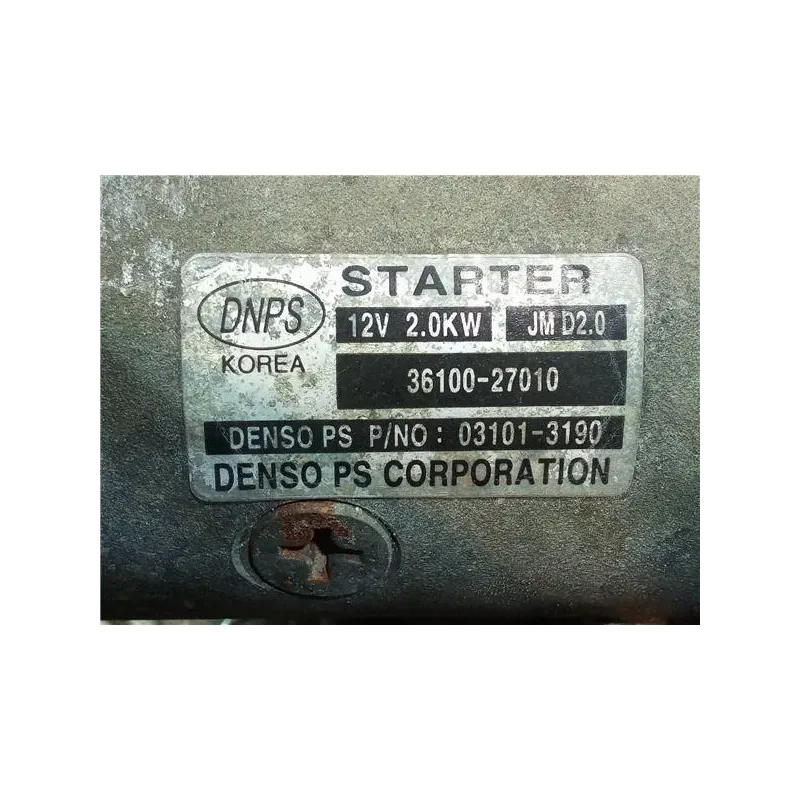 STARTER
DNPS
12V 2.0KW JM D2.0
KOREA
36100-27010
DENSO PS P/NO: 03101-3190
DENSO PS CORPORATION